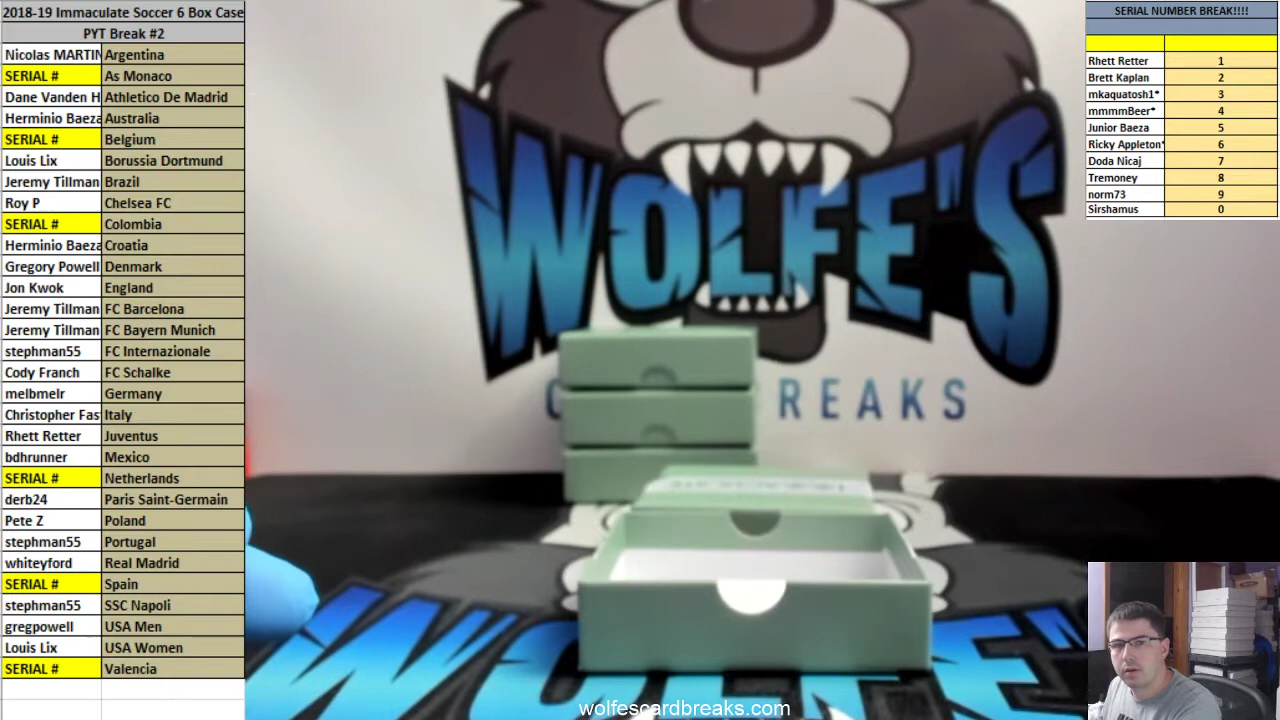 2018-19 Immaculate Soccer 6 Box Case
PYT Break #2
Nicolas MARTIN Argentina
SERIAL # As Monaco
Dane Vanden H Athletico De Madrid
Herminio Baeza Australia
SERIAL # Belgium
Louis Lix Borussia Dortmund
Jeremy Tillman Brazil
Roy P Chelsea FC
SERIAL # Colombia
Herminio Baeza Croatia
Gregory Powell Denmark
Jon Kwok England
Jeremy Tillman FC Barcelona
Jeremy Tillman FC Bayern Munich
stephman55 FC Internazionale
Cody Franch FC Schalke
melbmelr Germany
Christopher Fas Italy
Rhett Retter Juventus
bdhrunner Mexico
SERIAL # Netherlands
derb24 Paris Saint-Germain
Pete Z Poland
stephman55 Portugal
whiteyford Real Madrid
SERIAL # Spain
stephman55 SSC Napoli
gregpowell USA Men
Louis Lix USA Women
SERIAL # Valencia
SERIAL NUMBER BREAK!!!!
Rhett Retter 1
Brett Kaplan 2
mkaquatosh1* 3
mmmmBeer* 4
Junior Baeza 5
Ricky Appleton* 6
Doda Nicaj 7
Tremoney 8
norm73 9
Sirshamus 0
WOLFE'S
BREAKS
WOLFE'
wolfescardbreaks.com